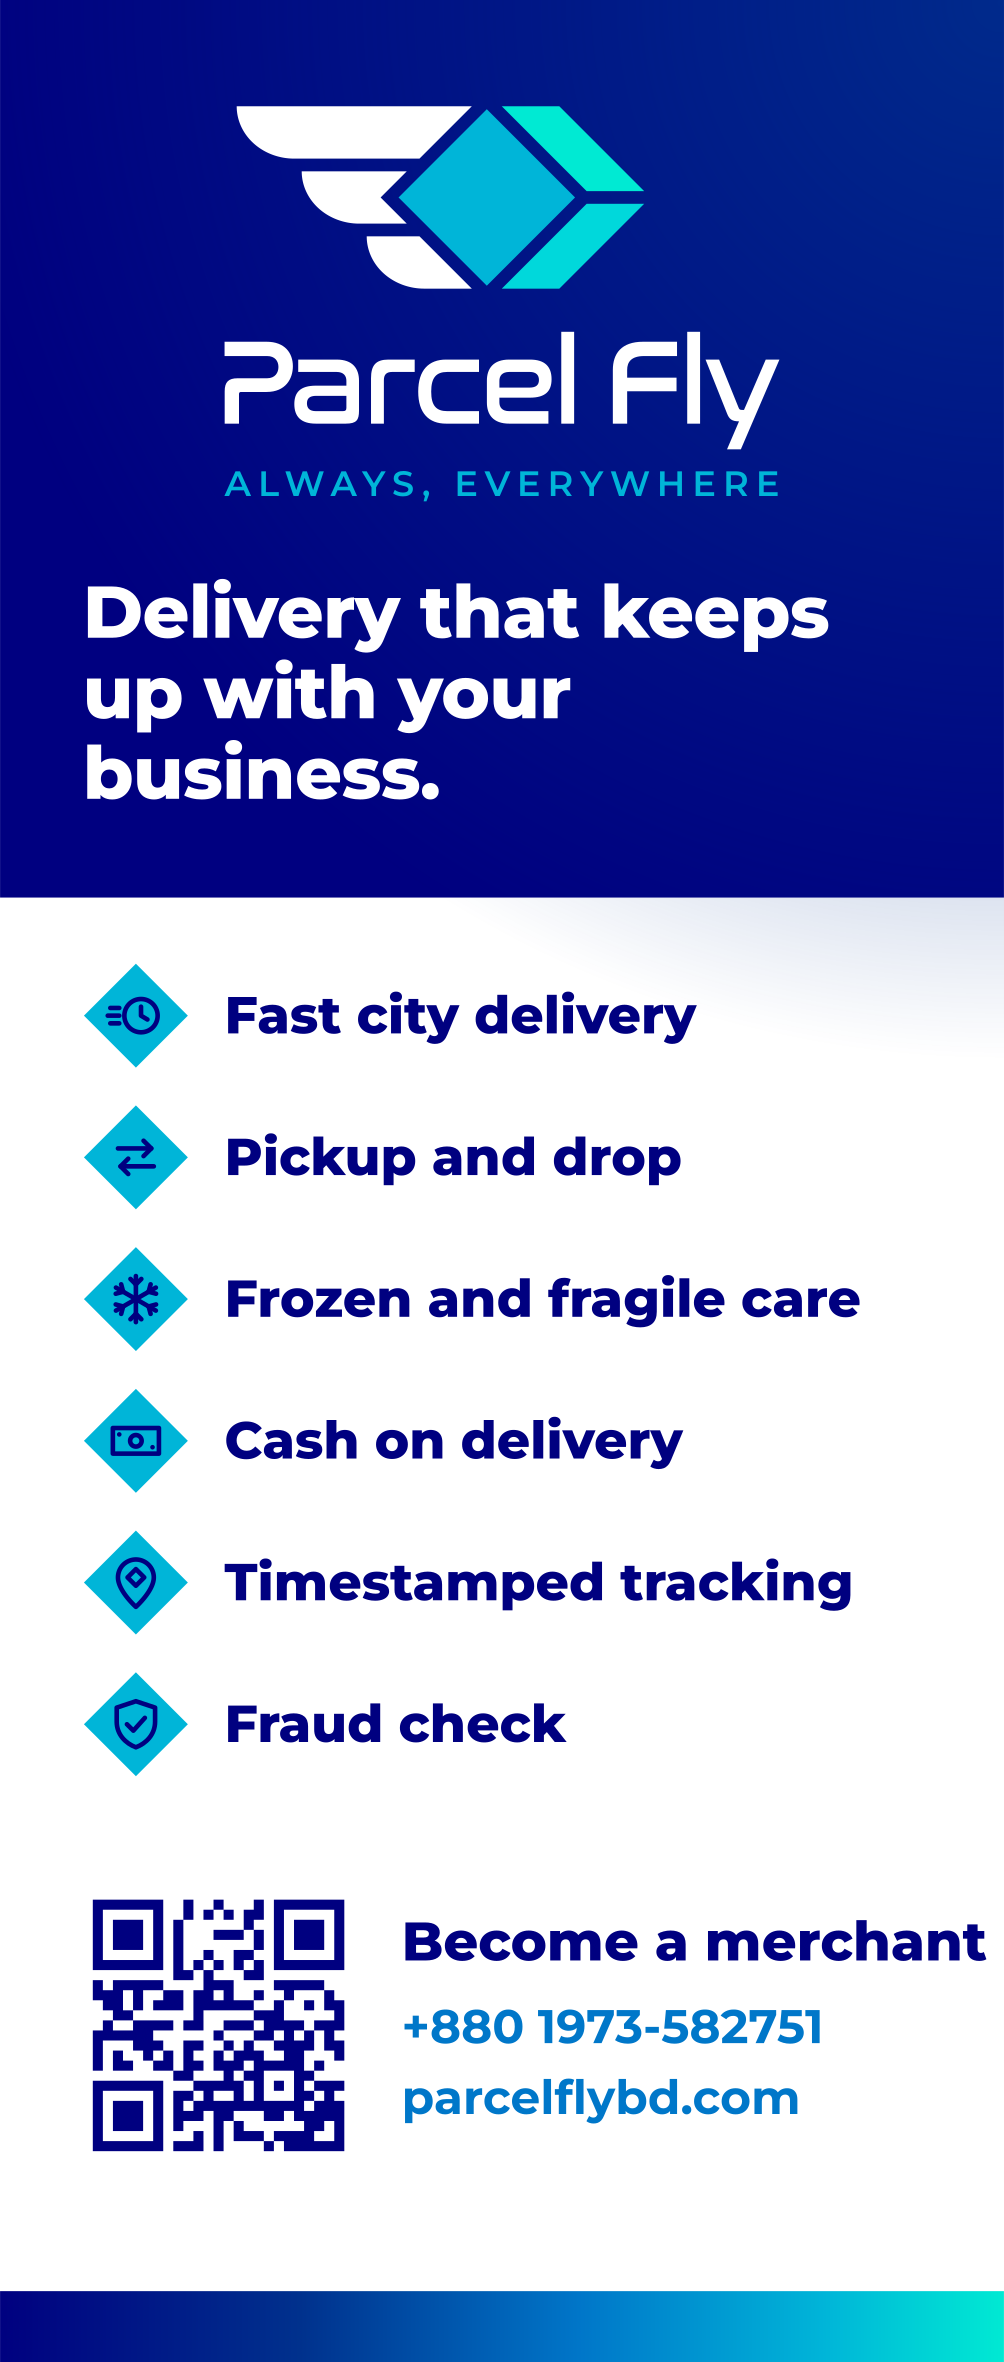 Parcel Fly
ALWAYS, EVERYWHERE
Delivery that keeps
up with your
business.
Fast city delivery
Pickup and drop
Frozen and fragile care
Cash on delivery
Timestamped tracking
Fraud check
Become a merchant
+880 1973-582751
parcelflybd.com